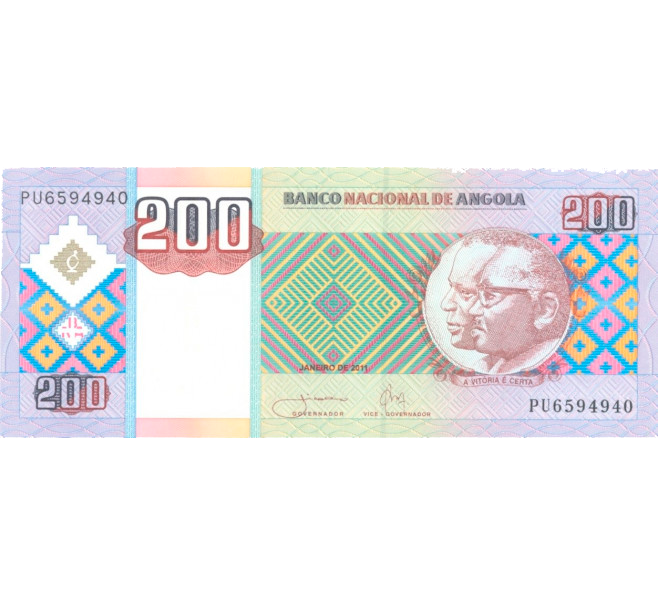 PU6594940
200
BANCO NACIONAL DE ANGOLA
200
JANEIRO DE 2011
A VITÓRIA É CERTA
200
GOVERNADOR
VICE - GOVERNADOR
PU6594940